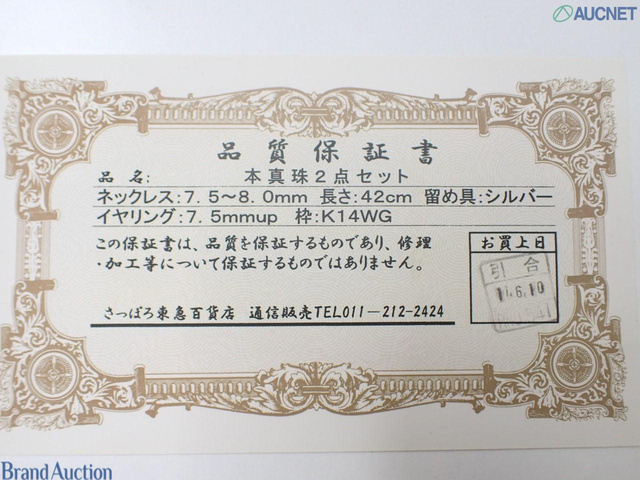 AUCNET
品質保証書
品名: 本真珠2点セット
ネックレス:7.5~8.0mm 長さ:42cm 留め具:シルバー
イヤリング:7.5mmup 枠:K14WG
この保証書は、品質を保証するものであり、修理
・加工等について保証するものではありません。
お買上日
引合
11.6.10
さっぽろ東急百貨店 通信販売TEL011-212-2424
Brand Auction